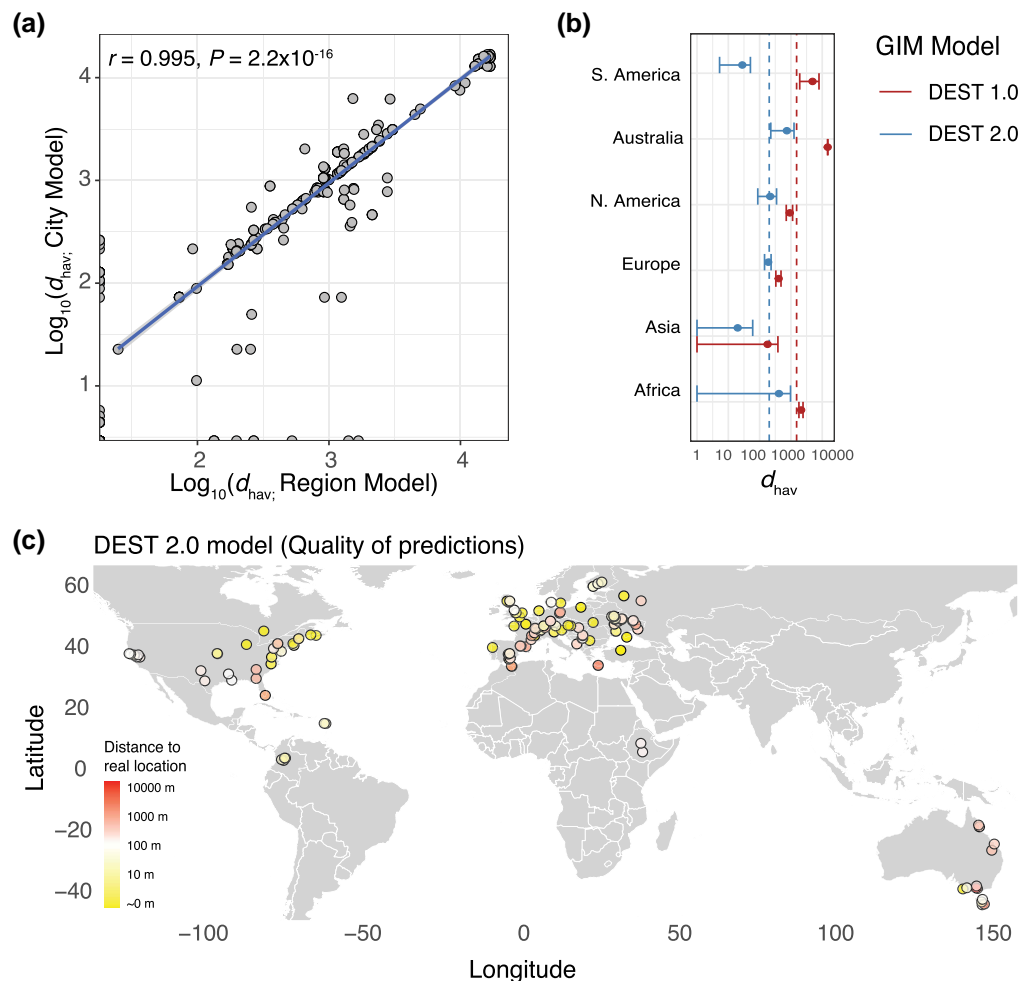 (a)
r = 0.995, P = 2.2x10-16
Log10(dhav; City Model)
4
3
2
1
2
3
4
Log10(dhav; Region Model)
(b)
S. America
Australia
N. America
Europe
Asia
Africa
1
10
100
1000
10000
dhav
GIM Model
DEST 1.0
DEST 2.0
(c)
DEST 2.0 model (Quality of predictions)
Latitude
60
40
20
0
−20
−40
Distance to
real location
10000 m
1000 m
100 m
10 m
~0 m
−100
−50
0
50
100
150
Longitude